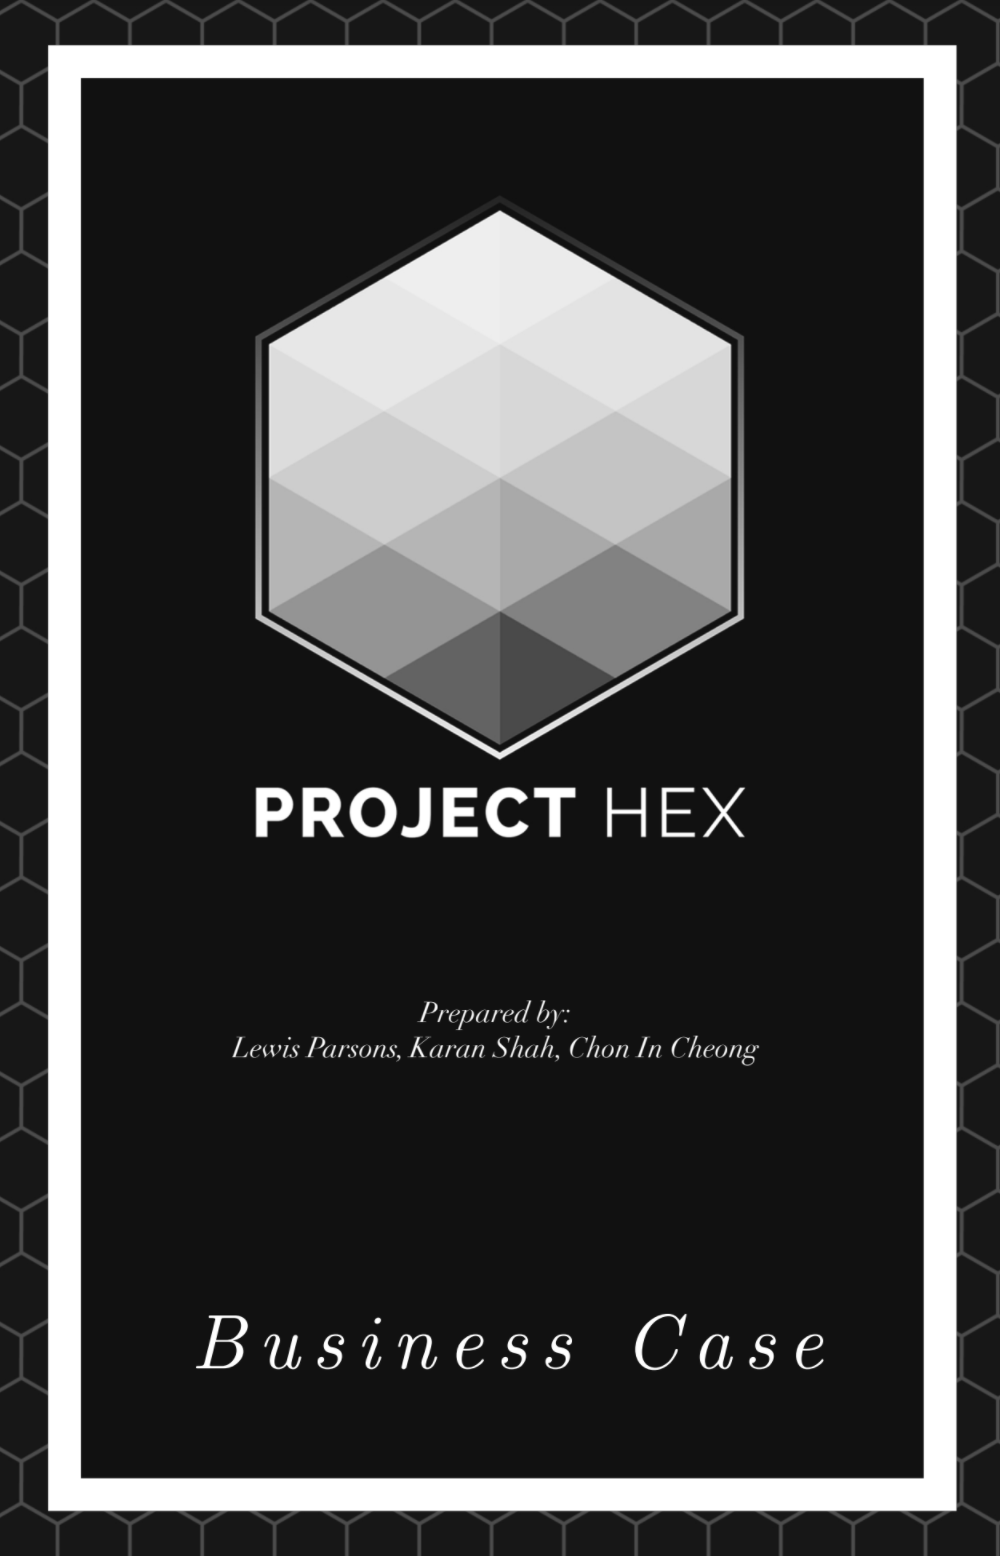 PROJECT HEX
Prepared by:
Lewis Parsons, Karan Shah, Chon In Cheong
Business Case